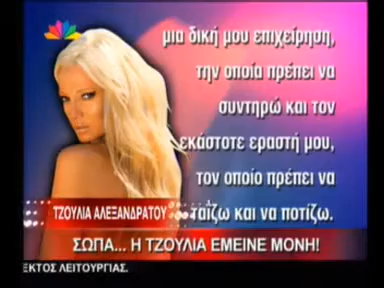 μια δική μου επιχείρηση,
την οποία πρέπει να
συντηρώ και τον
εκάστοτε εραστή μου,
τον οποίο πρέπει να
ταΐζω και να ποτίζω.
ΤΖΟΥΛΙΑ ΑΛΕΞΑΝΔΡΑΤΟΥ
ΣΩΠΑ... Η ΤΖΟΥΛΙΑ ΕΜΕΙΝΕ ΜΟΝΗ!
ΕΚΤΟΣ ΛΕΙΤΟΥΡΓΙΑΣ.